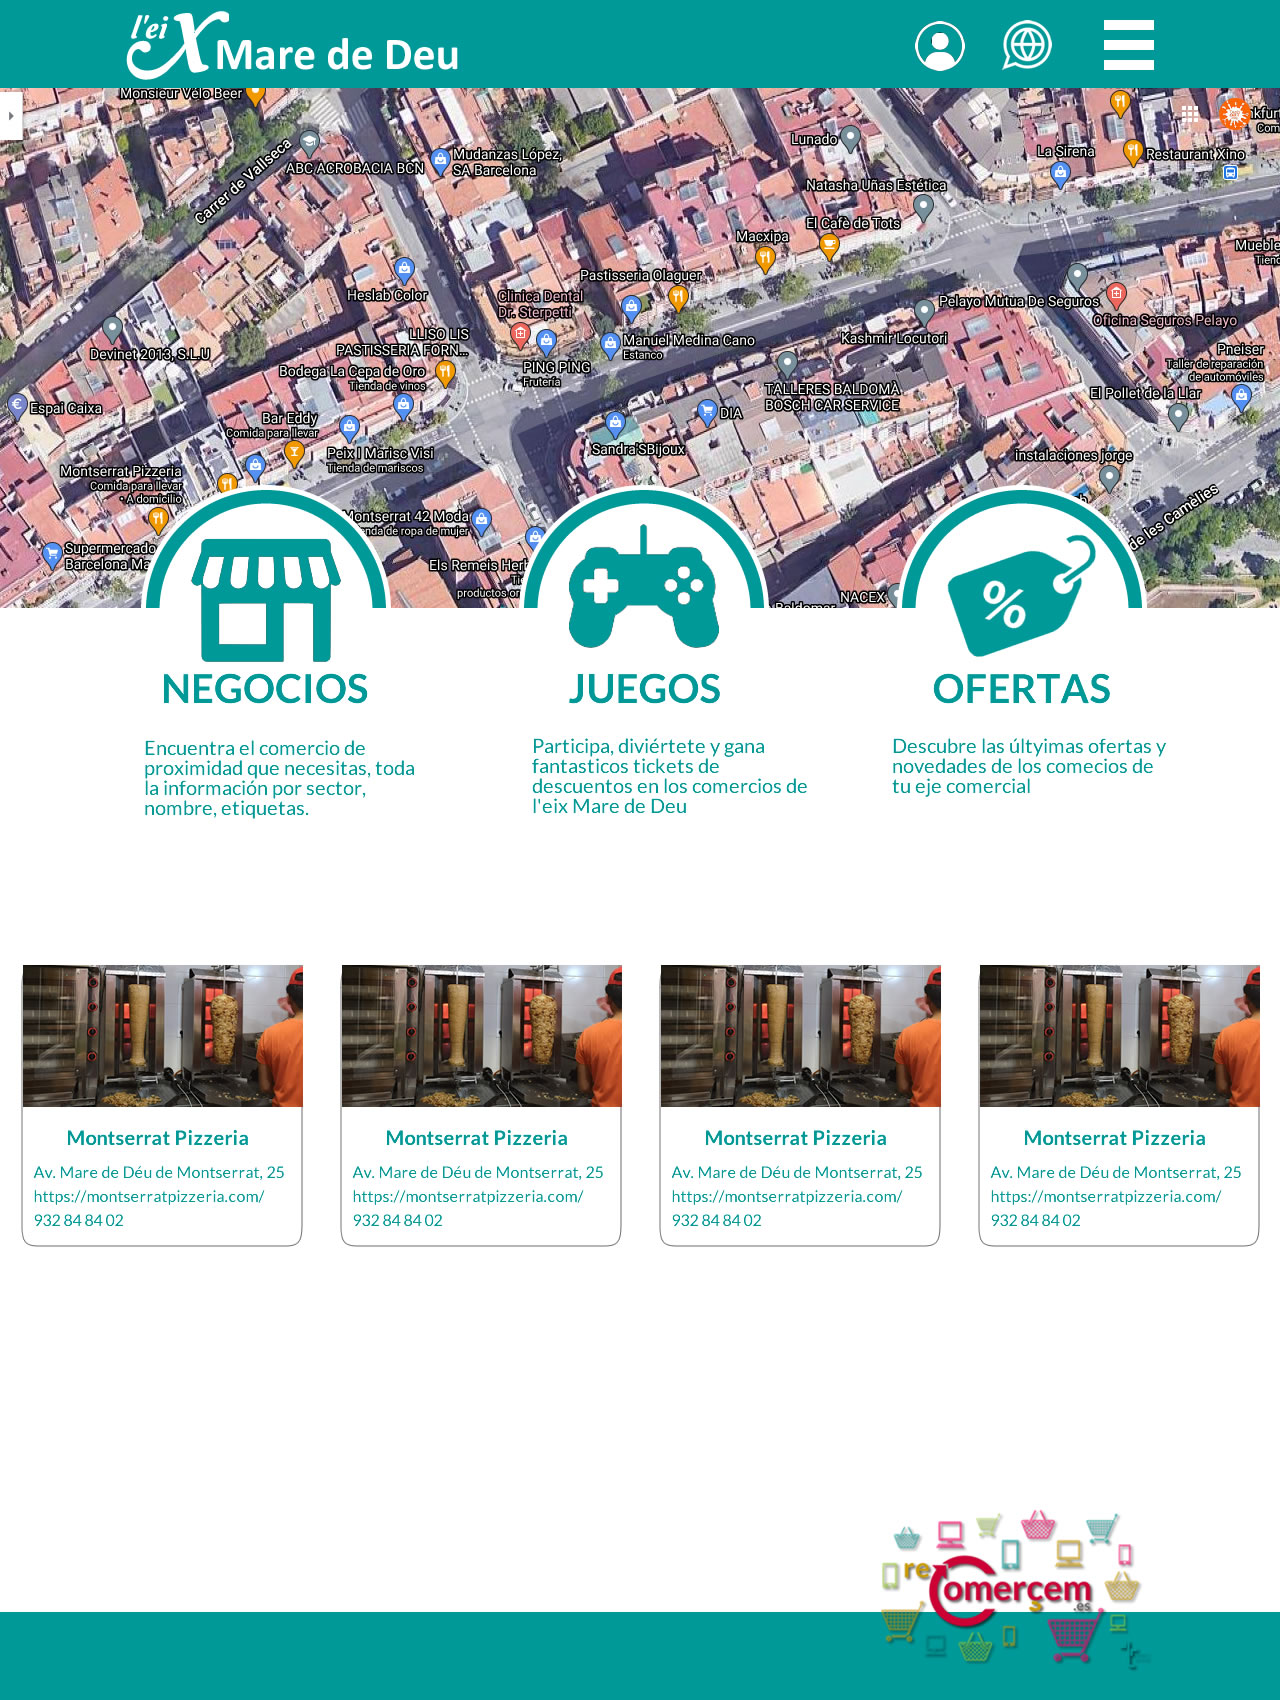 l'eiX Mare de Deu
Monsieur Vélo Beer
Carrer de Vallseca
ABC ACROBACIA BCN
Mudanzas López,
SA Barcelona
Lunado
La Sirena
Restaurant Xino
Natasha Uñas Estética
El Cafè de Tots
Macxipa
Pastisseria Olaguer
Heslab Color
Clínica Dental
Dr. Sterpetti
Pelayo Mutua De Seguros
Oficina Seguros Pelayo
Devinet 2013, S.L.U
LLISO LIS
PASTISSERIA FORN...
Manuel Medina Cano
Estanco
Kashmir Locutori
Pneiser
Taller de reparación
de automóviles
Bodega La Cepa de Oro
Tienda de vinos
PING PING
Frutería
TALLERES BALDOMÀ
BOSCH CAR SERVICE
El Pollet de la Llar
Espai Caixa
Bar Eddy
Comida para llevar
DIA
Peix I Marisc Visi
Tienda de mariscos
Sandra'SBijoux
instalaciones jorge
Montserrat Pizzeria
Comida para llevar
• A domicilio
Montserrat 42 Moda
de ropa de mujer
de les Camèlies
Supermercado
Barcelona
Els Remeis
productos
NACEX
Baldomar
NEGOCIOS
JUEGOS
%
OFERTAS
Encuentra el comercio de
proximidad que necesitas, toda
la información por sector,
nombre, etiquetas.
Participa, diviértete y gana
fantasticos tickets de
descuentos en los comercios de
l'eix Mare de Deu
Descubre las últyimas ofertas y
novedades de los comecios de
tu eje comercial
Montserrat Pizzeria
Av. Mare de Déu de Montserrat, 25
https://montserratpizzeria.com/
932 84 84 02
Montserrat Pizzeria
Av. Mare de Déu de Montserrat, 25
https://montserratpizzeria.com/
932 84 84 02
Montserrat Pizzeria
Av. Mare de Déu de Montserrat, 25
https://montserratpizzeria.com/
932 84 84 02
Montserrat Pizzeria
Av. Mare de Déu de Montserrat, 25
https://montserratpizzeria.com/
932 84 84 02
re
Comercem
s
.es